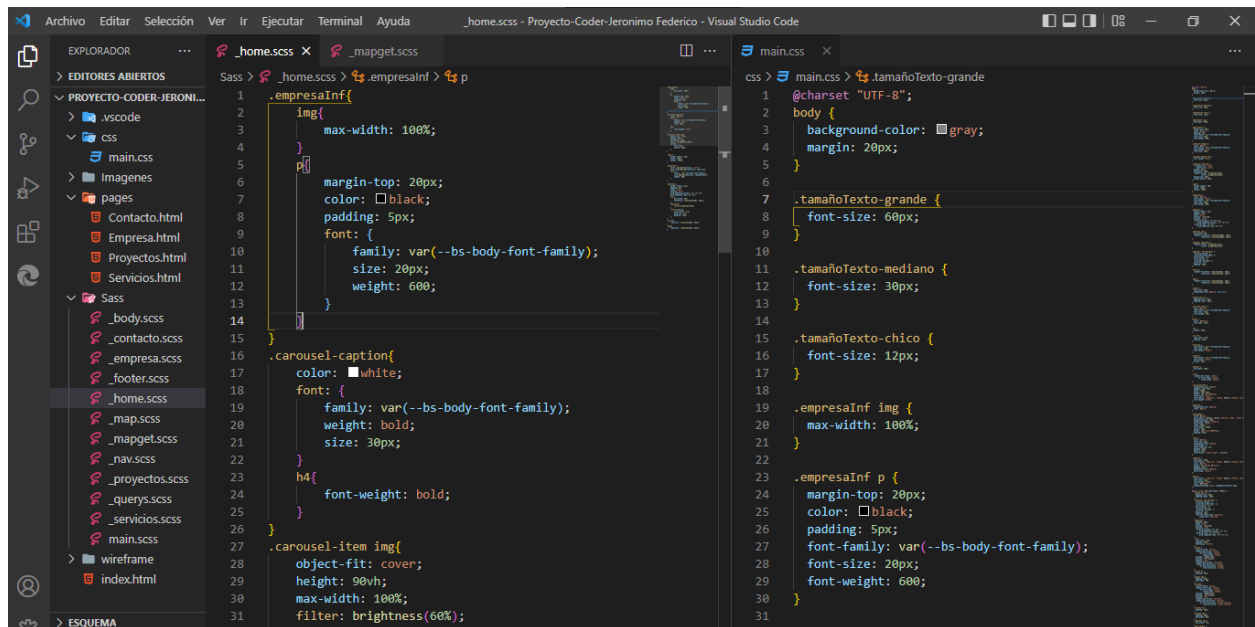 Archivo Editar Selección Ver Ir Ejecutar Terminal Ayuda _home.scss - Proyecto-Coder-Jeronimo Federico - Visual Studio Code
EXPLORADOR ...
EDITORES ABIERTOS
PROYECTO-CODER-JERONI...
.vscode
css
main.css
Imagenes
pages
Contacto.html
Empresa.html
Proyectos.html
Servicios.html
Sass
_body.scss
_contacto.scss
_empresa.scss
_footer.scss
_home.scss
_map.scss
_mapget.scss
_nav.scss
_proyectos.scss
_querys.scss
_servicios.scss
main.scss
wireframe
index.html
ESQUEMA
_home.scss _mapget.scss ...
Sass > _home.scss > .empresaInf > p
1 .empresaInf{
2 img{
3 max-width: 100%;
4 }
5 p{
6 margin-top: 20px;
7 color: black;
8 padding: 5px;
9 font: {
10 family: var(--bs-body-font-family);
11 size: 20px;
12 weight: 600;
13 }
14 }
15 }
16 .carousel-caption{
17 color: white;
18 font: {
19 family: var(--bs-body-font-family);
20 weight: bold;
21 size: 30px;
22 }
23 h4{
24 font-weight: bold;
25 }
26 }
27 .carousel-item img{
28 object-fit: cover;
29 height: 90vh;
30 max-width: 100%;
31 filter: brightness(60%);
main.css ...
css > main.css > .tamañoTexto-grande
1 @charset "UTF-8";
2 body {
3 background-color: gray;
4 margin: 20px;
5 }
6
7 .tamañoTexto-grande {
8 font-size: 60px;
9 }
10
11 .tamañoTexto-mediano {
12 font-size: 30px;
13 }
14
15 .tamañoTexto-chico {
16 font-size: 12px;
17 }
18
19 .empresaInf img {
20 max-width: 100%;
21 }
22
23 .empresaInf p {
24 margin-top: 20px;
25 color: black;
26 padding: 5px;
27 font-family: var(--bs-body-font-family);
28 font-size: 20px;
29 font-weight: 600;
30 }
31